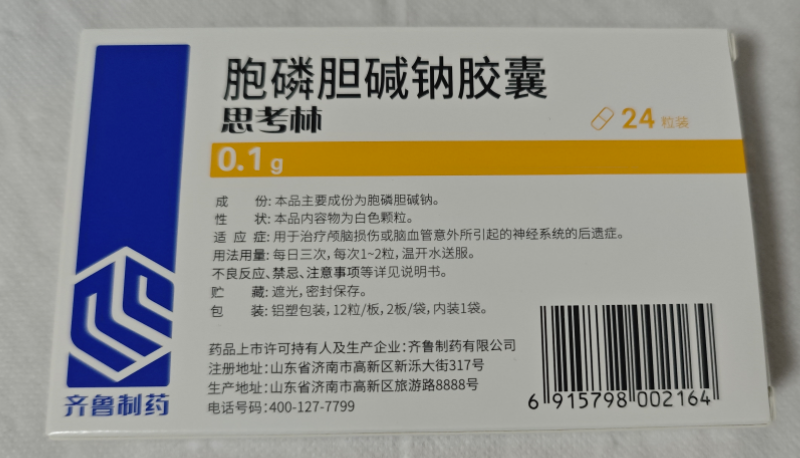 胞磷胆碱钠胶囊
思考林
24粒装
0.1g
成份:本品主要成份为胞磷胆碱钠。
性状:本品内容物为白色颗粒。
适应症:用于治疗颅脑损伤或脑血管意外所引起的神经系统的后遗症。
用法用量:每日三次,每次1~2粒,温开水送服。
不良反应、禁忌、注意事项等详见说明书。
贮藏:遮光,密封保存。
包装:铝塑包装,12粒/板,2板/袋,内装1袋。
药品上市许可持有人及生产企业:齐鲁制药有限公司
注册地址:山东省济南市高新区新泺大街317号
生产地址:山东省济南市高新区旅游路8888号
电话号码:400-127-7799
齐鲁制药
6 915798 002164